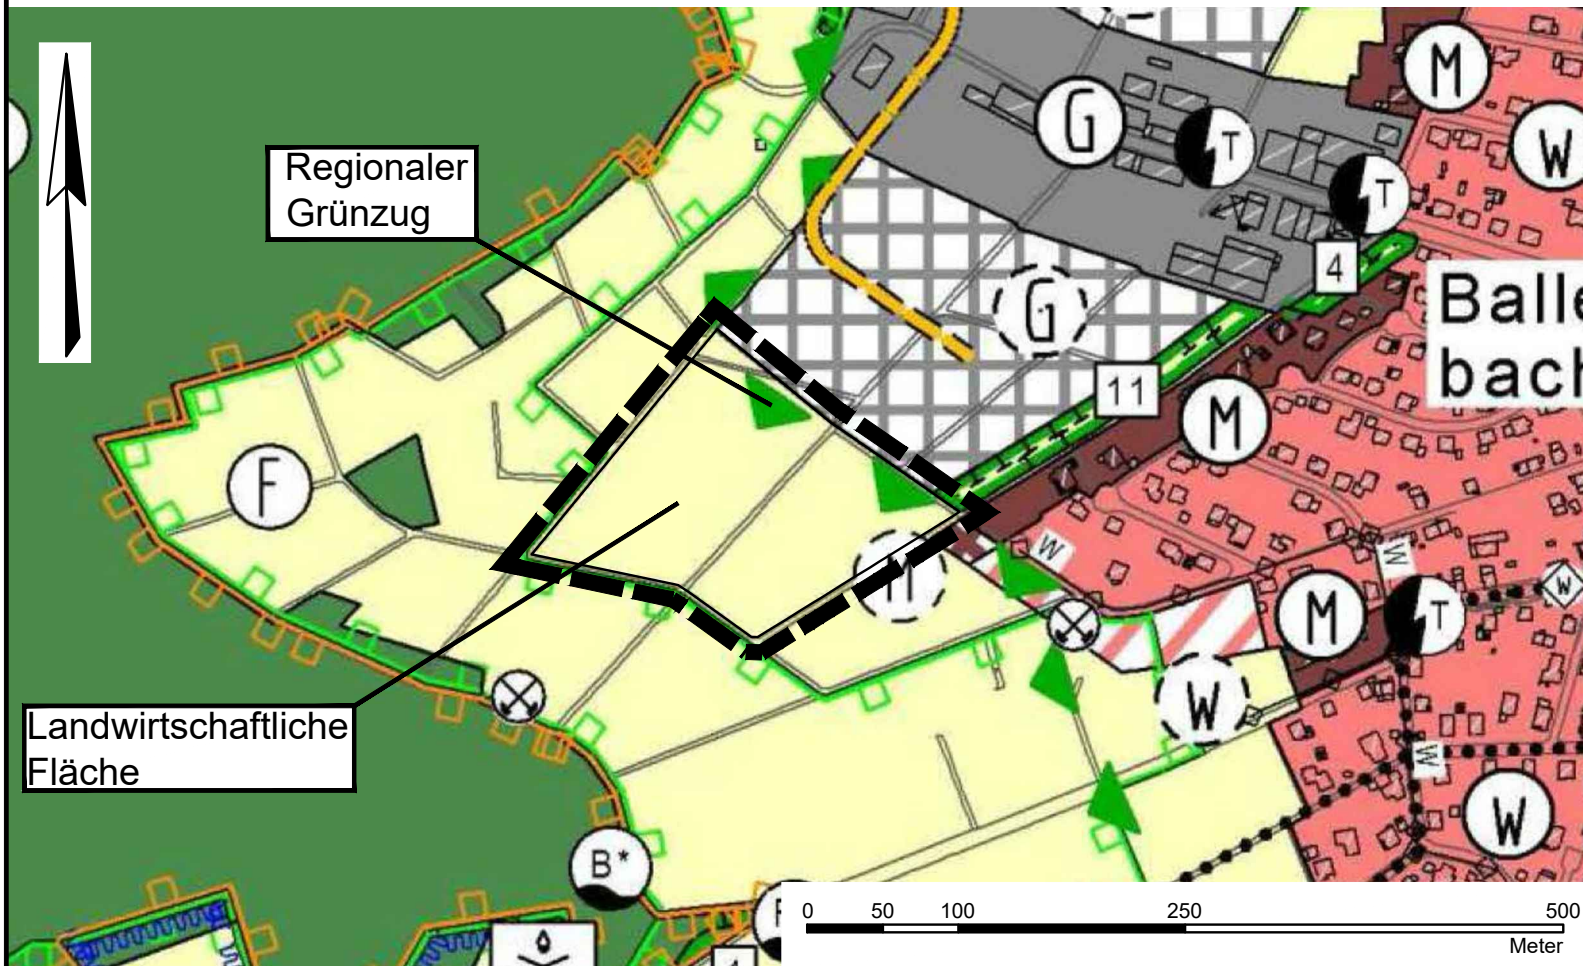 M
G
T
W
Regionaler
Grünzug
T
4
Balle
bach
G
11
M
F
W
W
W
M
T
W
W
Landwirtschaftliche
Fläche
W
B*
0 50 100 250 500
Meter